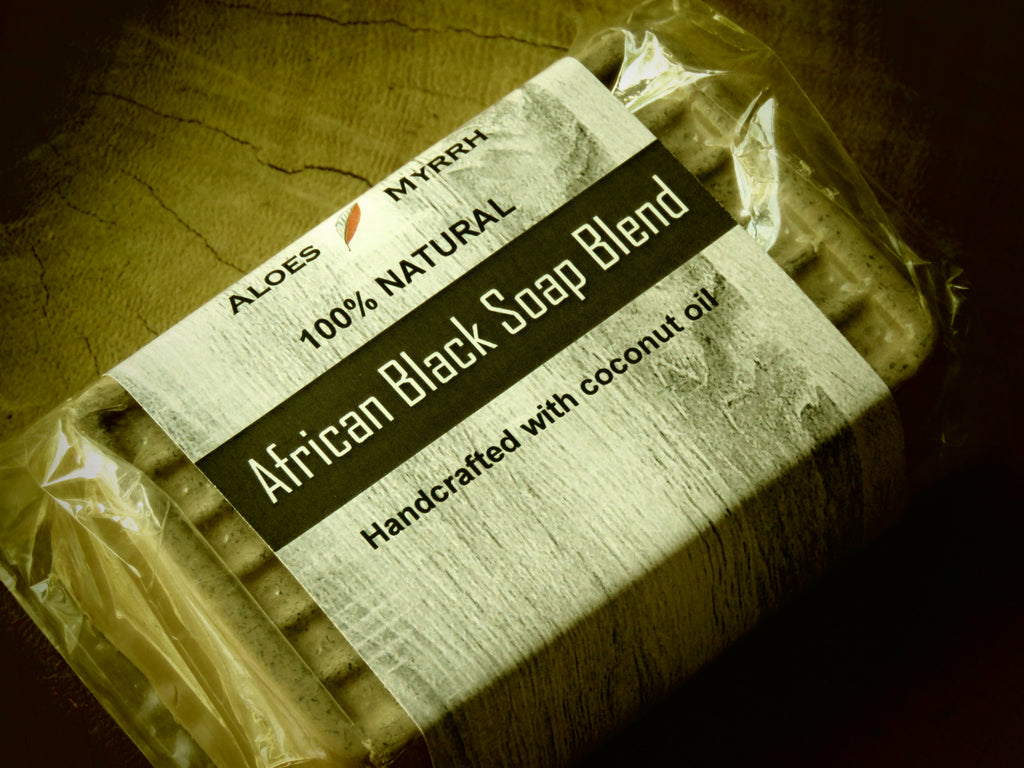 ALOES MYRRH
100% NATURAL
African Black Soap Blend
Handcrafted with coconut oil